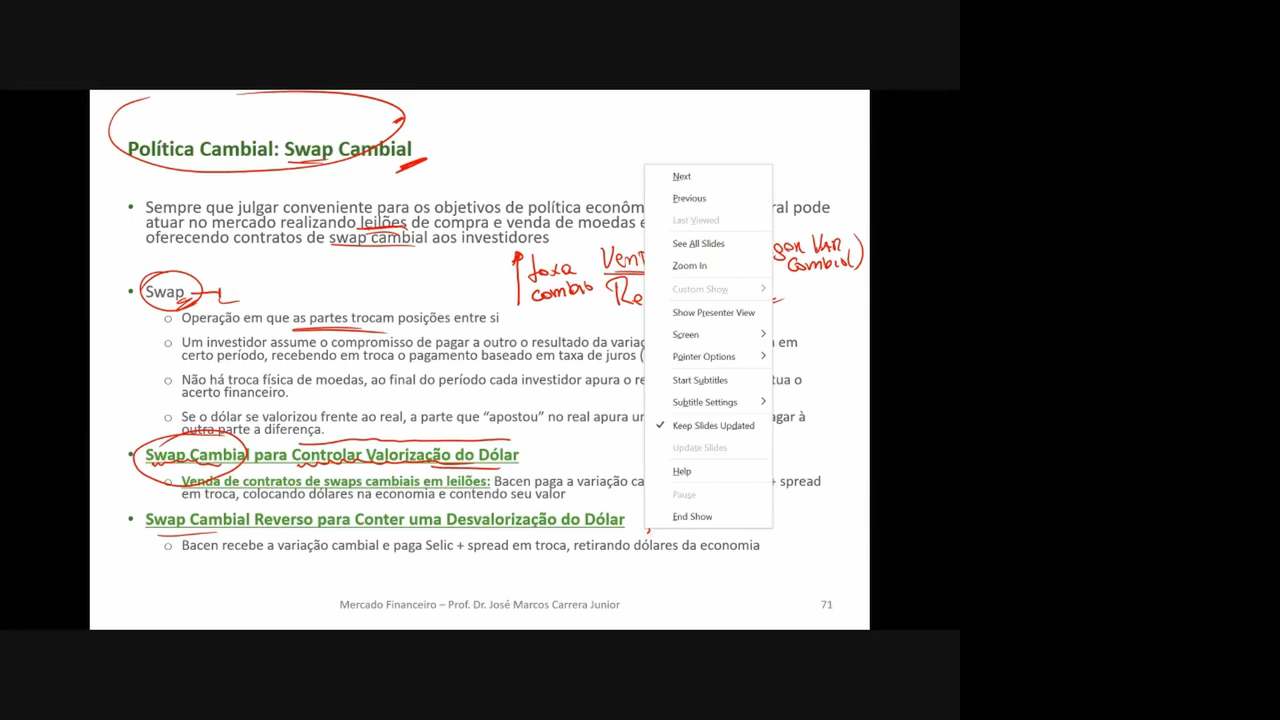 Política Cambial: Swap Cambial
• Sempre que julgar conveniente para os objetivos de política econôm ral pode
atuar no mercado realizando leilões de compra e venda de moedas e
oferecendo contratos de swap cambial aos investidores
taxa
cambio
Vent
Re
VAR
cambial)
• Swap
o Operação em que as partes trocam posições entre si
o Um investidor assume o compromisso de pagar a outro o resultado da variaç em
certo período, recebendo em troca o pagamento baseado em taxa de juros (
o Não há troca física de moedas, ao final do período cada investidor apura o re tua o
acerto financeiro.
o Se o dólar se valorizou frente ao real, a parte que “apostou” no real apura ur agar à
outra parte a diferença.
• Swap Cambial para Controlar Valorização do Dólar
o Venda de contratos de swaps cambiais em leilões: Bacen paga a variação ca + spread
em troca, colocando dólares na economia e contendo seu valor
• Swap Cambial Reverso para Conter uma Desvalorização do Dólar
o Bacen recebe a variação cambial e paga Selic + spread em troca, retirando dólares da economia
Mercado Financeiro – Prof. Dr. José Marcos Carrera Junior
71
Next
Previous
Last Viewed
See All Slides
Zoom In
Custom Show
Show Presenter View
Screen
Pointer Options
Start Subtitles
Subtitle Settings
Keep Slides Updated
Update Slides
Help
Pause
End Show